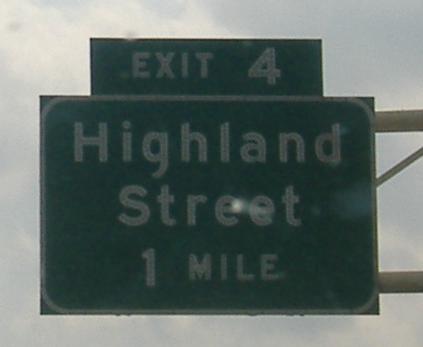 EXIT 4
Highland
Street
1 MILE